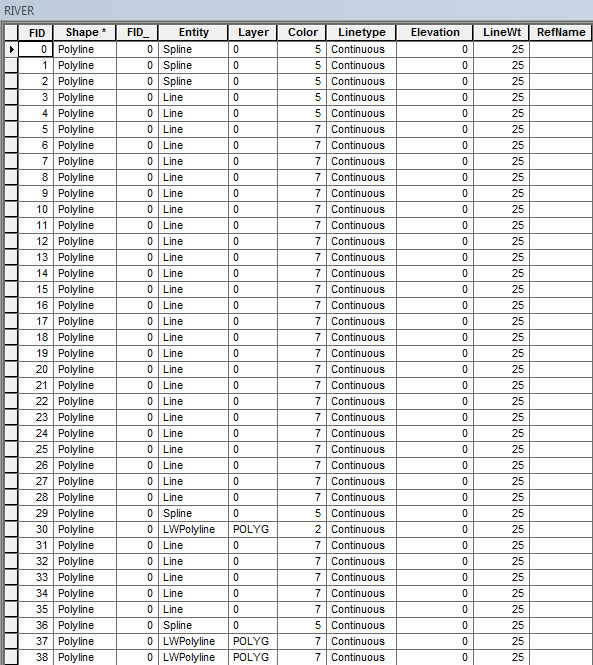 RIVER
FID Shape * FID_ Entity Layer Color Linetype Elevation LineWt RefName
0 Polyline 0 Spline 0 5 Continuous 0 25
1 Polyline 0 Spline 0 5 Continuous 0 25
2 Polyline 0 Spline 0 5 Continuous 0 25
3 Polyline 0 Line 0 5 Continuous 0 25
4 Polyline 0 Line 0 5 Continuous 0 25
5 Polyline 0 Line 0 7 Continuous 0 25
6 Polyline 0 Line 0 7 Continuous 0 25
7 Polyline 0 Line 0 7 Continuous 0 25
8 Polyline 0 Line 0 7 Continuous 0 25
9 Polyline 0 Line 0 7 Continuous 0 25
10 Polyline 0 Line 0 7 Continuous 0 25
11 Polyline 0 Line 0 7 Continuous 0 25
12 Polyline 0 Line 0 7 Continuous 0 25
13 Polyline 0 Line 0 7 Continuous 0 25
14 Polyline 0 Line 0 7 Continuous 0 25
15 Polyline 0 Line 0 7 Continuous 0 25
16 Polyline 0 Line 0 7 Continuous 0 25
17 Polyline 0 Line 0 7 Continuous 0 25
18 Polyline 0 Line 0 7 Continuous 0 25
19 Polyline 0 Line 0 7 Continuous 0 25
20 Polyline 0 Line 0 7 Continuous 0 25
21 Polyline 0 Line 0 7 Continuous 0 25
22 Polyline 0 Line 0 7 Continuous 0 25
23 Polyline 0 Line 0 7 Continuous 0 25
24 Polyline 0 Line 0 7 Continuous 0 25
25 Polyline 0 Line 0 7 Continuous 0 25
26 Polyline 0 Line 0 7 Continuous 0 25
27 Polyline 0 Line 0 7 Continuous 0 25
28 Polyline 0 Line 0 7 Continuous 0 25
29 Polyline 0 Spline 0 5 Continuous 0 25
30 Polyline 0 LWPolyline POLYG 2 Continuous 0 25
31 Polyline 0 Line 0 7 Continuous 0 25
32 Polyline 0 Line 0 7 Continuous 0 25
33 Polyline 0 Line 0 7 Continuous 0 25
34 Polyline 0 Line 0 7 Continuous 0 25
35 Polyline 0 Line 0 7 Continuous 0 25
36 Polyline 0 Spline 0 5 Continuous 0 25
37 Polyline 0 LWPolyline POLYG 7 Continuous 0 25
38 Polyline 0 LWPolyline POLYG 7 Continuous 0 25